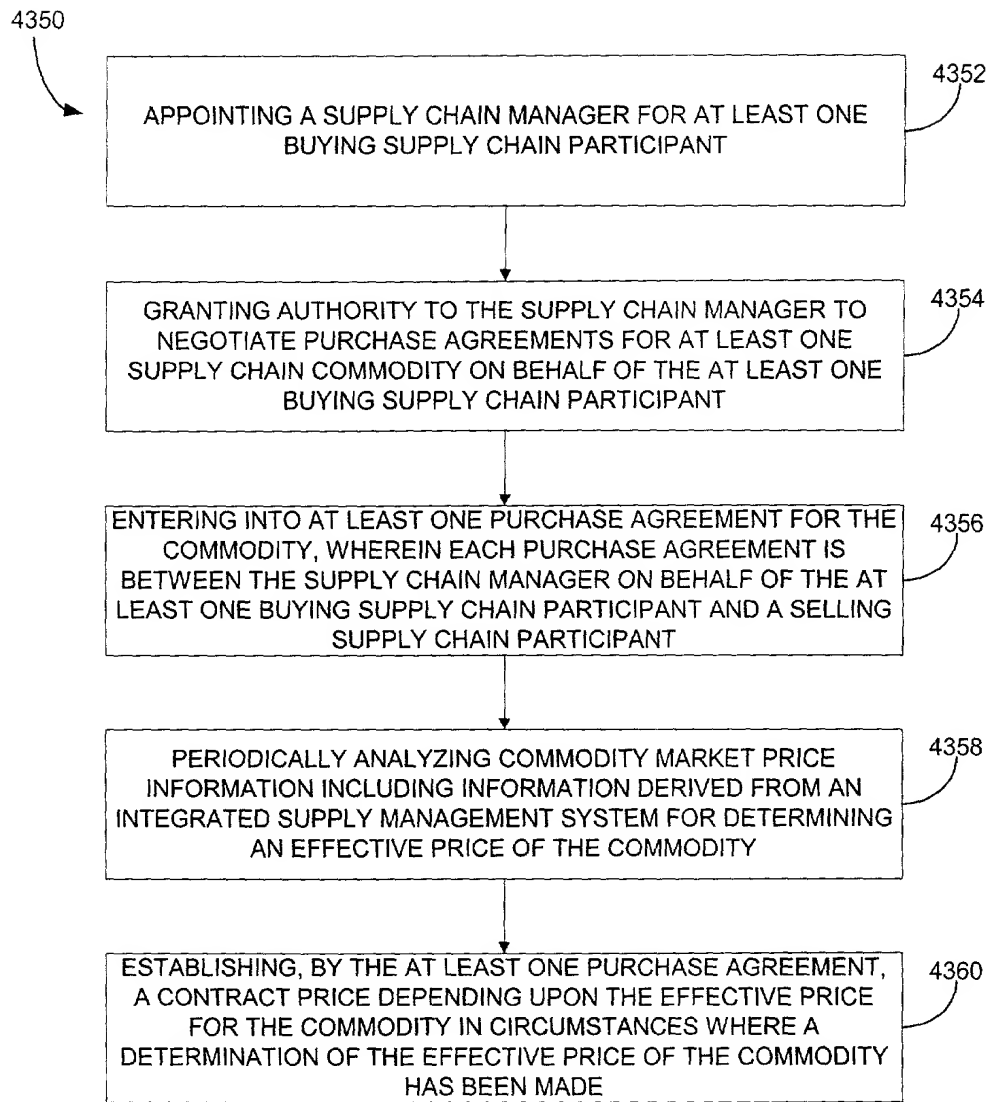 4350
4352
APPOINTING A SUPPLY CHAIN MANAGER FOR AT LEAST ONE
BUYING SUPPLY CHAIN PARTICIPANT
4354
GRANTING AUTHORITY TO THE SUPPLY CHAIN MANAGER TO
NEGOTIATE PURCHASE AGREEMENTS FOR AT LEAST ONE
SUPPLY CHAIN COMMODITY ON BEHALF OF THE AT LEAST ONE
BUYING SUPPLY CHAIN PARTICIPANT
4356
ENTERING INTO AT LEAST ONE PURCHASE AGREEMENT FOR THE
COMMODITY, WHEREIN EACH PURCHASE AGREEMENT IS
BETWEEN THE SUPPLY CHAIN MANAGER ON BEHALF OF THE AT
LEAST ONE BUYING SUPPLY CHAIN PARTICIPANT AND A SELLING
SUPPLY CHAIN PARTICIPANT
4358
PERIODICALLY ANALYZING COMMODITY MARKET PRICE
INFORMATION INCLUDING INFORMATION DERIVED FROM AN
INTEGRATED SUPPLY MANAGEMENT SYSTEM FOR DETERMINING
AN EFFECTIVE PRICE OF THE COMMODITY
4360
ESTABLISHING, BY THE AT LEAST ONE PURCHASE AGREEMENT,
A CONTRACT PRICE DEPENDING UPON THE EFFECTIVE PRICE
FOR THE COMMODITY IN CIRCUMSTANCES WHERE A
DETERMINATION OF THE EFFECTIVE PRICE OF THE COMMODITY
HAS BEEN MADE